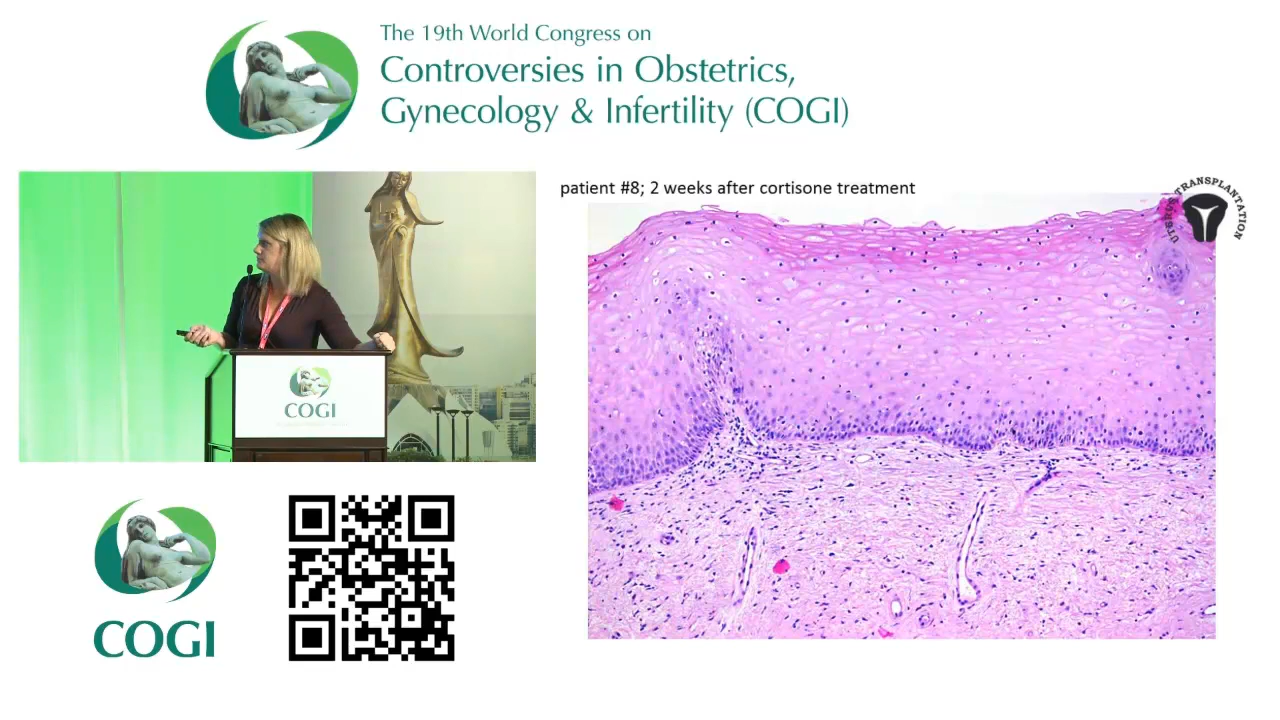 The 19th World Congress on
Controversies in Obstetrics,
Gynecology & Infertility (COGI)
patient #8; 2 weeks after cortisone treatment
UTERUS TRANSPLANTATION
COGI
COGI